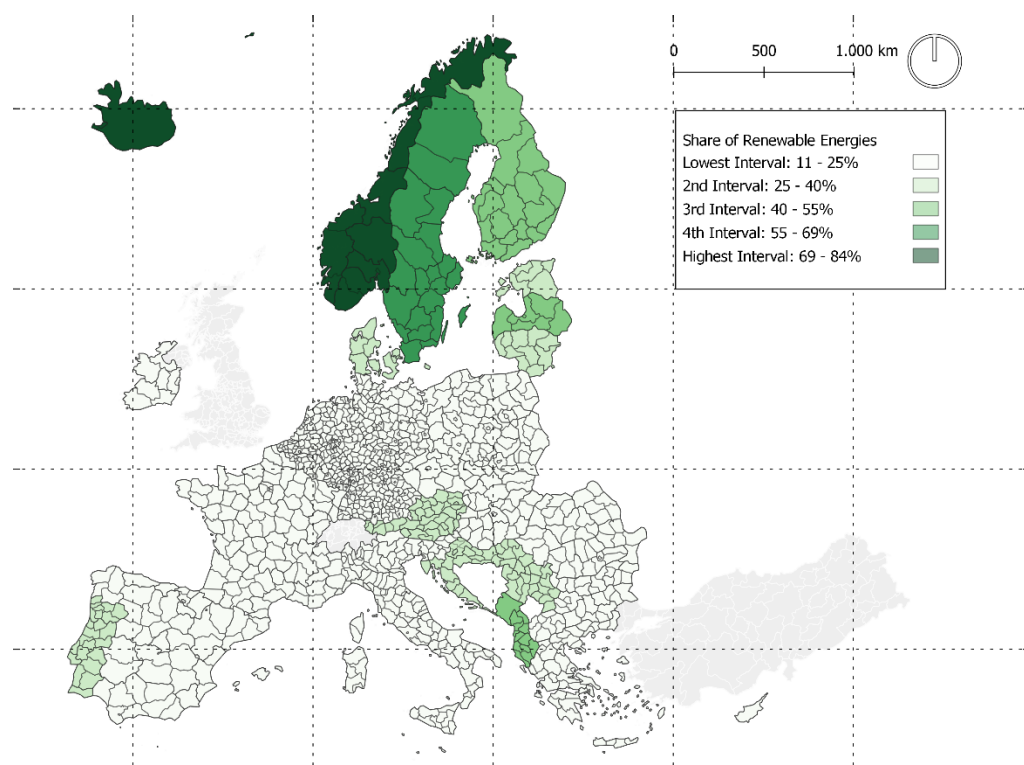 0 500 1.000 km
Share of Renewable Energies
Lowest Interval: 11 - 25%
2nd Interval: 25 - 40%
3rd Interval: 40 - 55%
4th Interval: 55 - 69%
Highest Interval: 69 - 84%